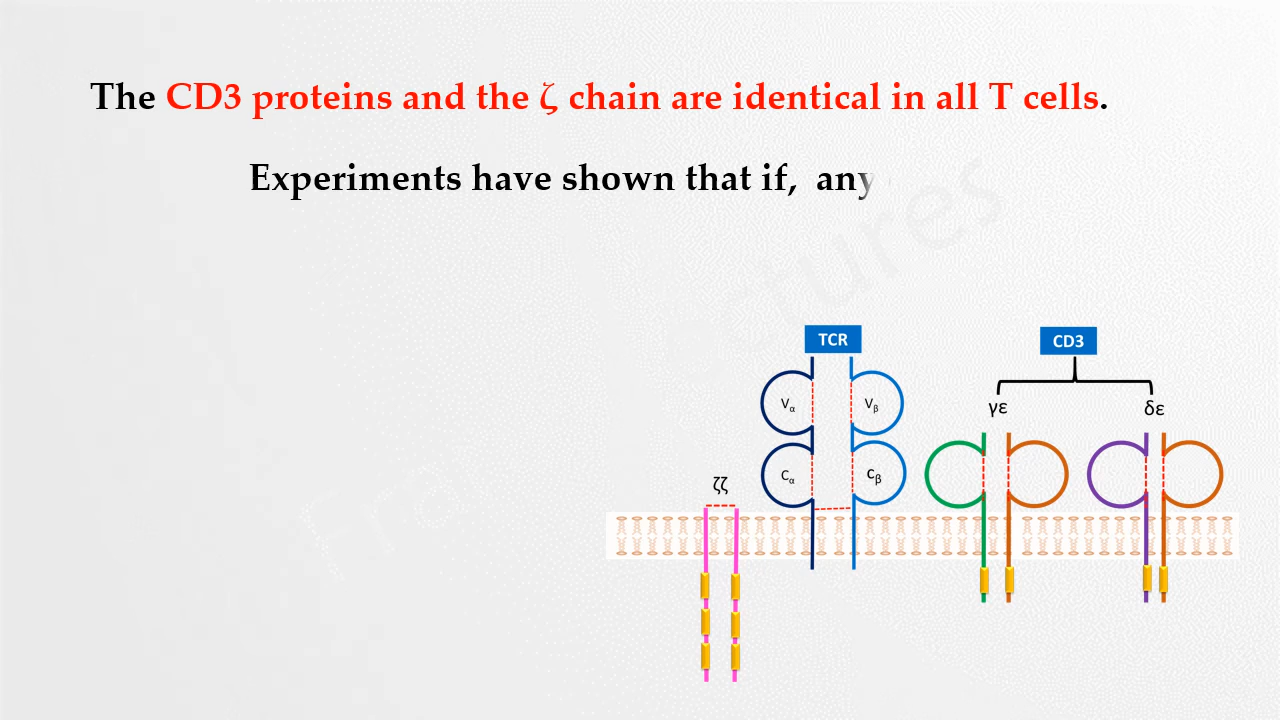 The CD3 proteins and the ζ chain are identical in all T cells.
Experiments have shown that if, any
TCR
CD3
Vα
Vβ
γε
δε
Cα
cβ
ζζ